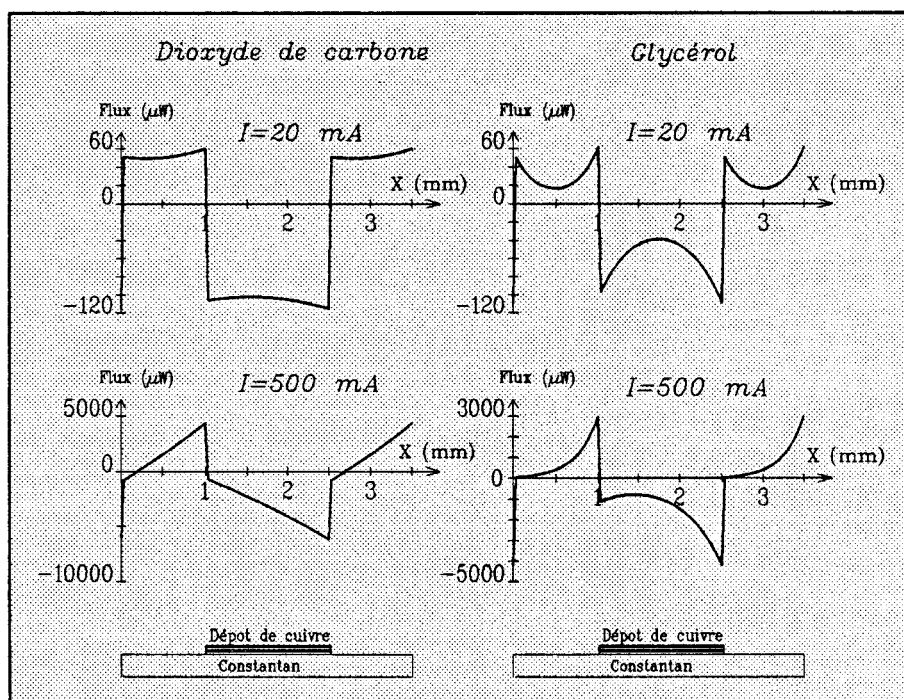 Dioxyde de carbone
Glycérol
Flux (μW)
I=20 mA
60
0
-120
X (mm)
1 2 3
Flux (μW)
I=20 mA
60
0
-120
X (mm)
1 2 3
Flux (μW)
I=500 mA
5000
0
-10000
X (mm)
1 2 3
Flux (μW)
I=500 mA
3000
0
-5000
X (mm)
1 2 3
Dépot de cuivre
Constantan
Dépot de cuivre
Constantan